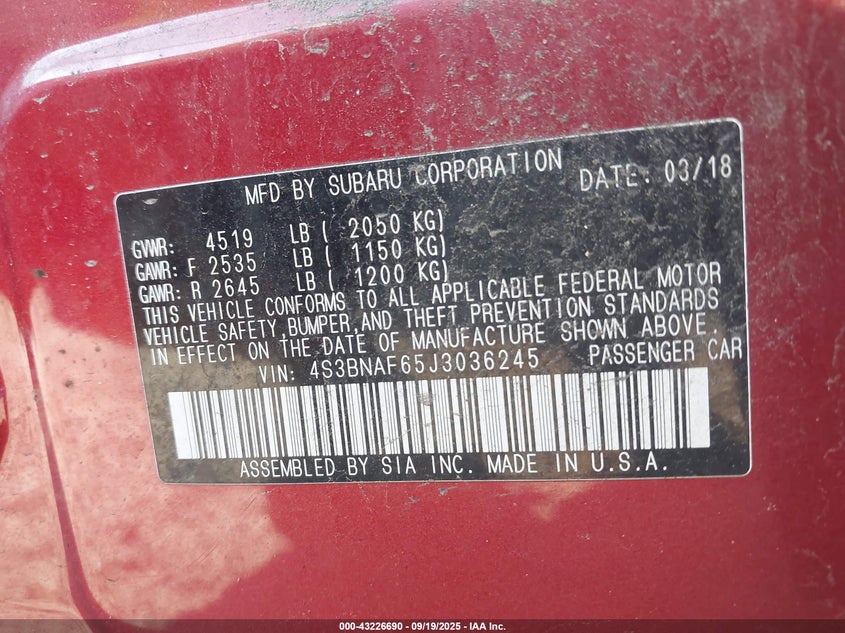 MFD BY SUBARU CORPORATION DATE: 03/18
GVWR: 4519 LB ( 2050 KG)
GAWR: F 2535 LB ( 1150 KG)
GAWR: R 2645 LB ( 1200 KG)
THIS VEHICLE CONFORMS TO ALL APPLICABLE FEDERAL MOTOR
VEHICLE SAFETY, BUMPER, AND THEFT PREVENTION STANDARDS
IN EFFECT ON THE DATE OF MANUFACTURE SHOWN ABOVE.
VIN: 4S3BNAF65J3036245 PASSENGER CAR
ASSEMBLED BY SIA INC. MADE IN U.S.A.
000-43226690 - 09/19/2025 - IAA Inc.